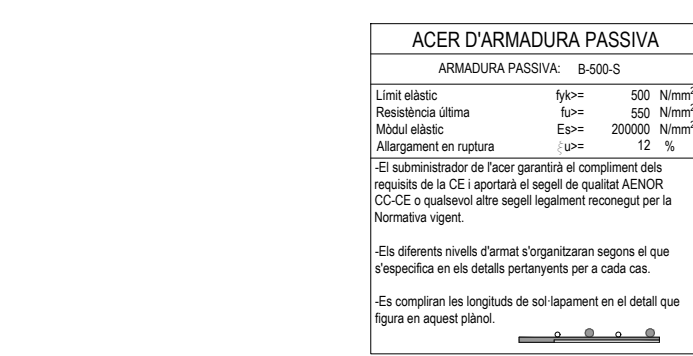 ACER D'ARMADURA PASSIVA
ARMADURA PASSIVA: B-500-S
Límit elàstic fyk>= 500 N/mm²
Resistència última fu>= 550 N/mm²
Mòdul elàstic Es>= 200000 N/mm²
Allargament en ruptura ξu>= 12 %
-El subministrador de l'acer garantirà el compliment dels
requisits de la CE i aportarà el segell de qualitat AENOR
CC-CE o qualsevol altre segell legalment reconegut per la
Normativa vigent.
-Els diferents nivells d'armat s'organitzaran segons el que
s'especifica en els detalls pertanyents per a cada cas.
-Es compliran les longituds de sol·lapament en el detall que
figura en aquest plànol.